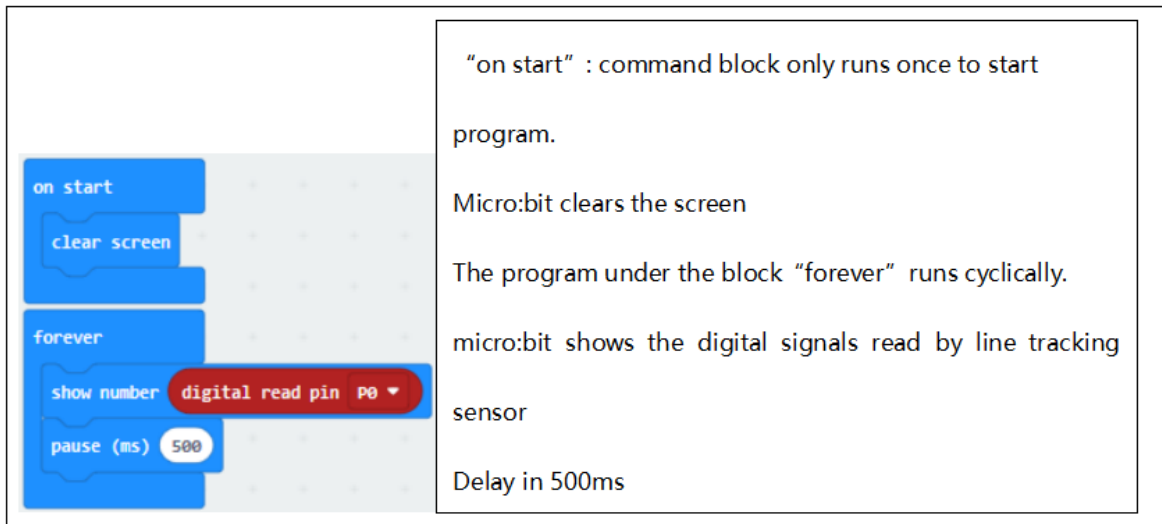 on start
clear screen
forever
show number digital read pin P0
pause (ms) 500
“on start” : command block only runs once to start
program.
Micro:bit clears the screen
The program under the block “forever” runs cyclically.
micro:bit shows the digital signals read by line tracking
sensor
Delay in 500ms